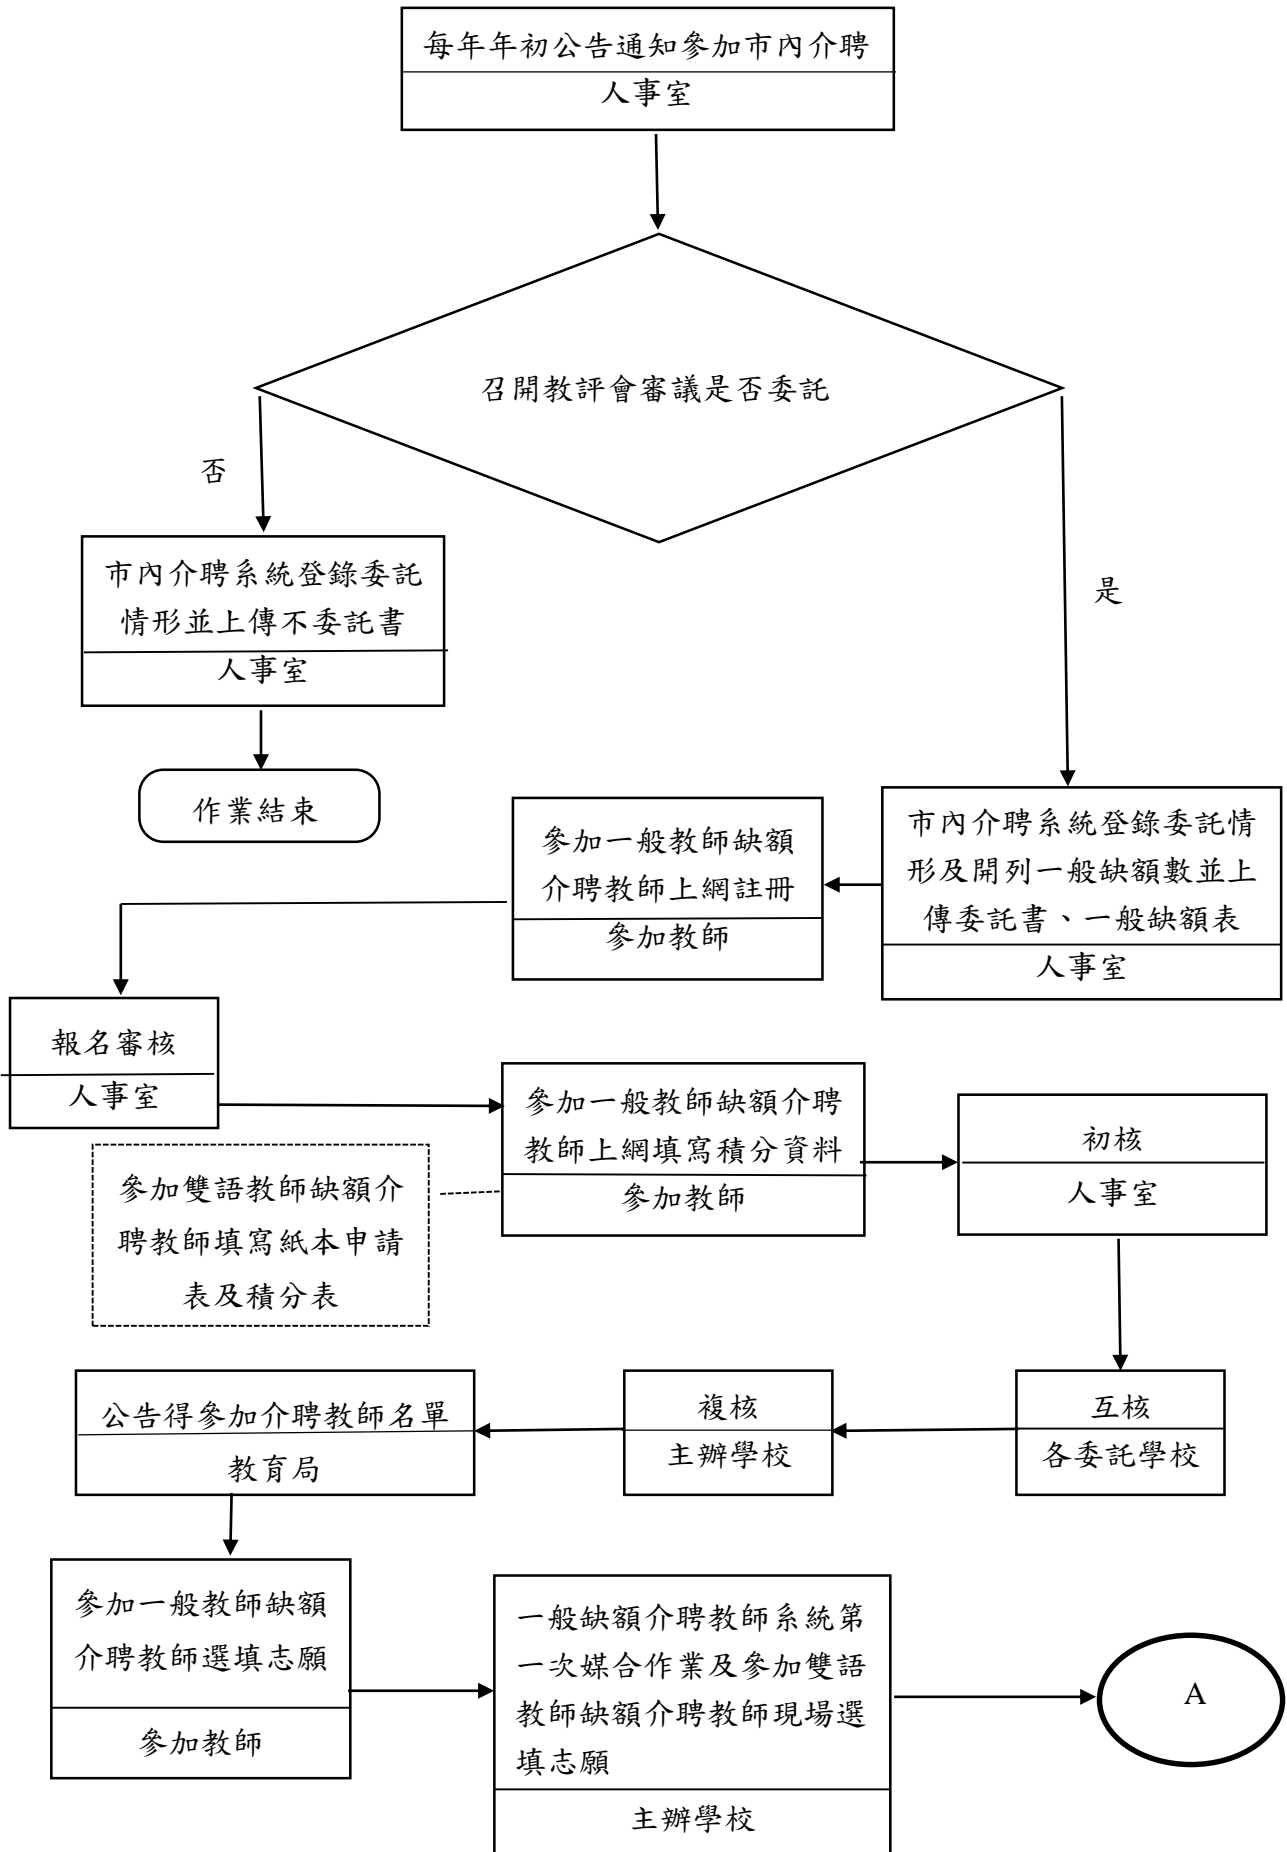 每年年初公告通知參加市內介聘
人事室
召開教評會審議是否委託
否
是
市內介聘系統登錄委託
情形並上傳不委託書
人事室
作業結束
市內介聘系統登錄委託情
形及開列一般缺額數並上
傳委託書、一般缺額表
人事室
參加一般教師缺額
介聘教師上網註冊
參加教師
報名審核
人事室
參加一般教師缺額介聘
教師上網填寫積分資料
參加教師
參加雙語教師缺額介
聘教師填寫紙本申請
表及積分表
初核
人事室
互核
各委託學校
複核
主辦學校
公告得參加介聘教師名單
教育局
參加一般教師缺額
介聘教師選填志願
參加教師
一般缺額介聘教師系統第
一次媒合作業及參加雙語
教師缺額介聘教師現場選
填志願
主辦學校
A